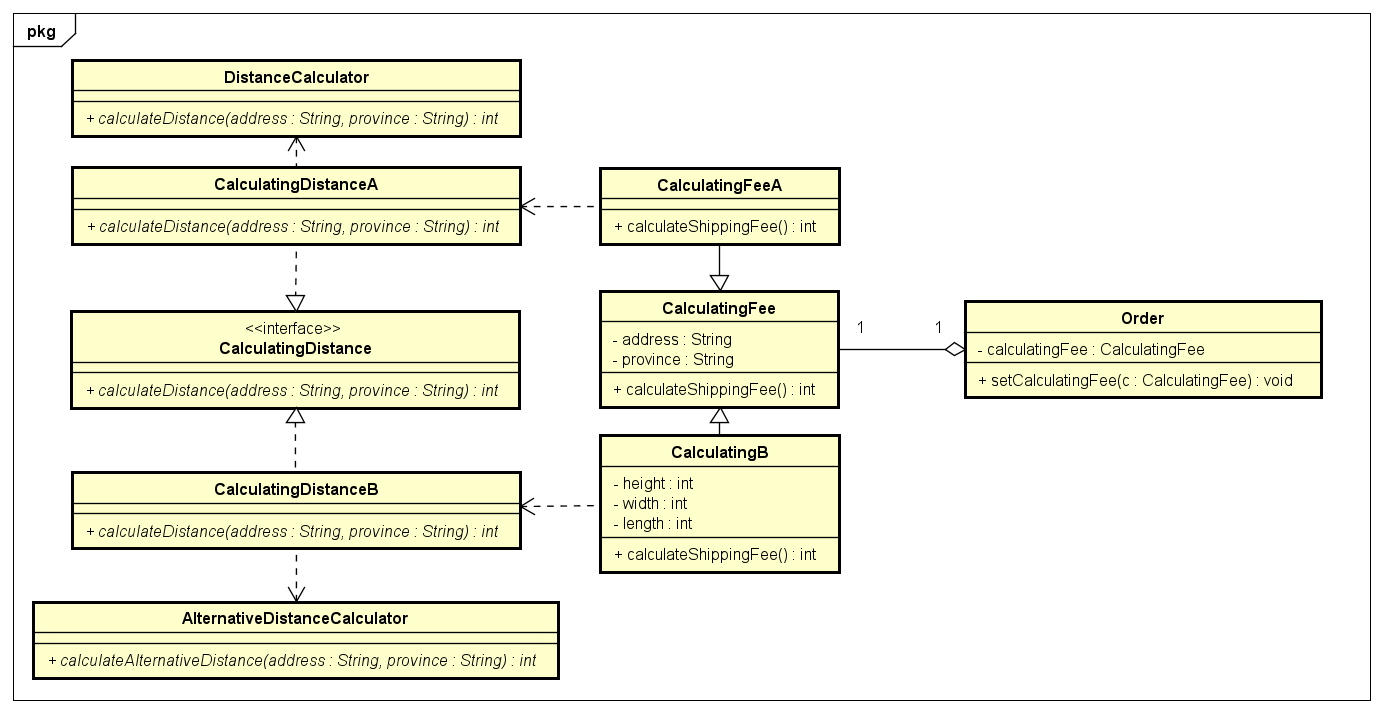 pkg
DistanceCalculator
+ calculateDistance(address : String, province : String) : int
CalculatingDistanceA
+ calculateDistance(address : String, province : String) : int
<<interface>>
CalculatingDistance
+ calculateDistance(address : String, province : String) : int
CalculatingDistanceB
+ calculateDistance(address : String, province : String) : int
AlternativeDistanceCalculator
+ calculateAlternativeDistance(address : String, province : String) : int
CalculatingFeeA
+ calculateShippingFee() : int
CalculatingFee
- address : String
- province : String
+ calculateShippingFee() : int
CalculatingB
- height : int
- width : int
- length : int
+ calculateShippingFee() : int
1
1
Order
- calculatingFee : CalculatingFee
+ setCalculatingFee(c : CalculatingFee) : void